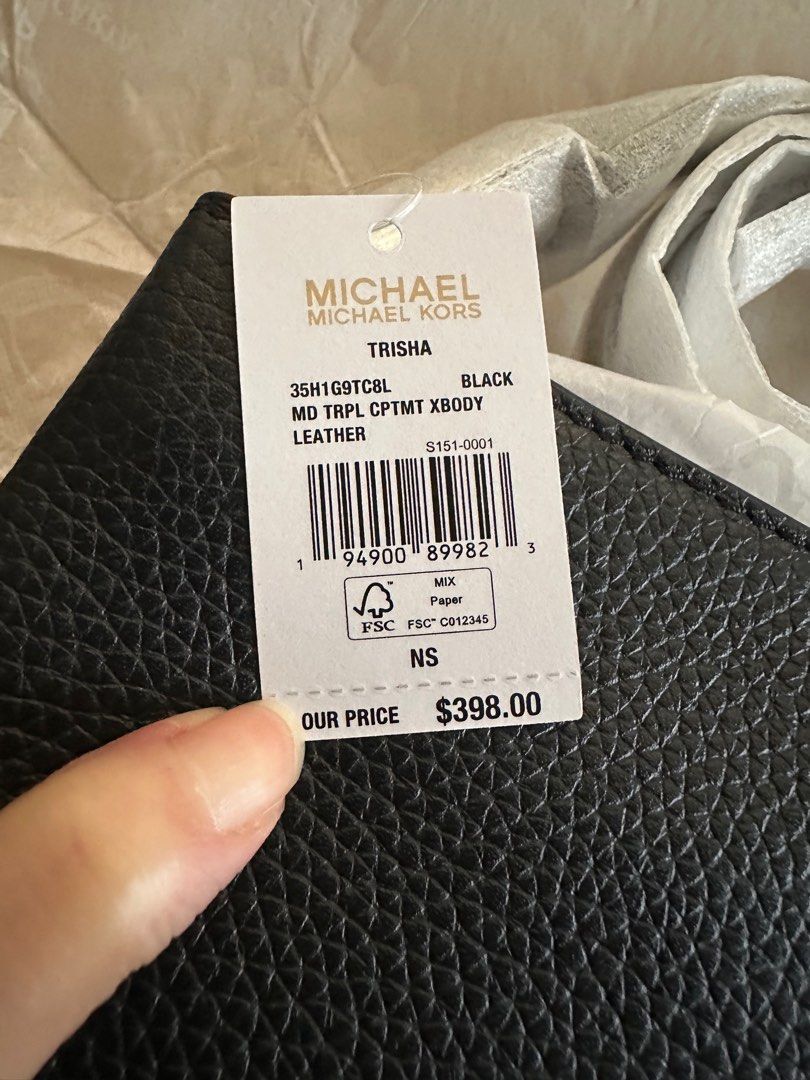 MICHAEL
MICHAEL KORS
TRISHA
35H1G9TC8L BLACK
MD TRPL CPTMT XBODY
LEATHER
S151-0001
1 94900 89982 3
FSC™
MIX
Paper
FSC™ C012345
NS
OUR PRICE $398.00